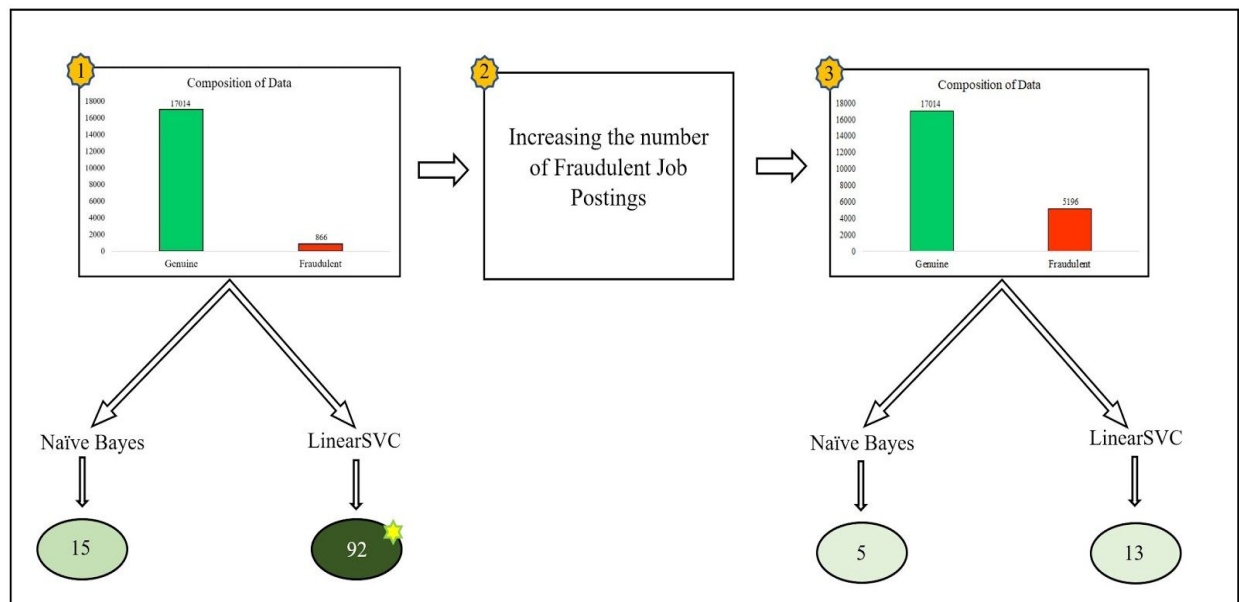 1
Composition of Data
18000
16000
14000
12000
10000
8000
6000
4000
2000
0
17014
866
Genuine
Fraudulent
2
Increasing the number
of Fraudulent Job
Postings
3
Composition of Data
18000
16000
14000
12000
10000
8000
6000
4000
2000
0
17014
5196
Genuine
Fraudulent
Naïve Bayes
LinearSVC
15
92
Naïve Bayes
LinearSVC
5
13